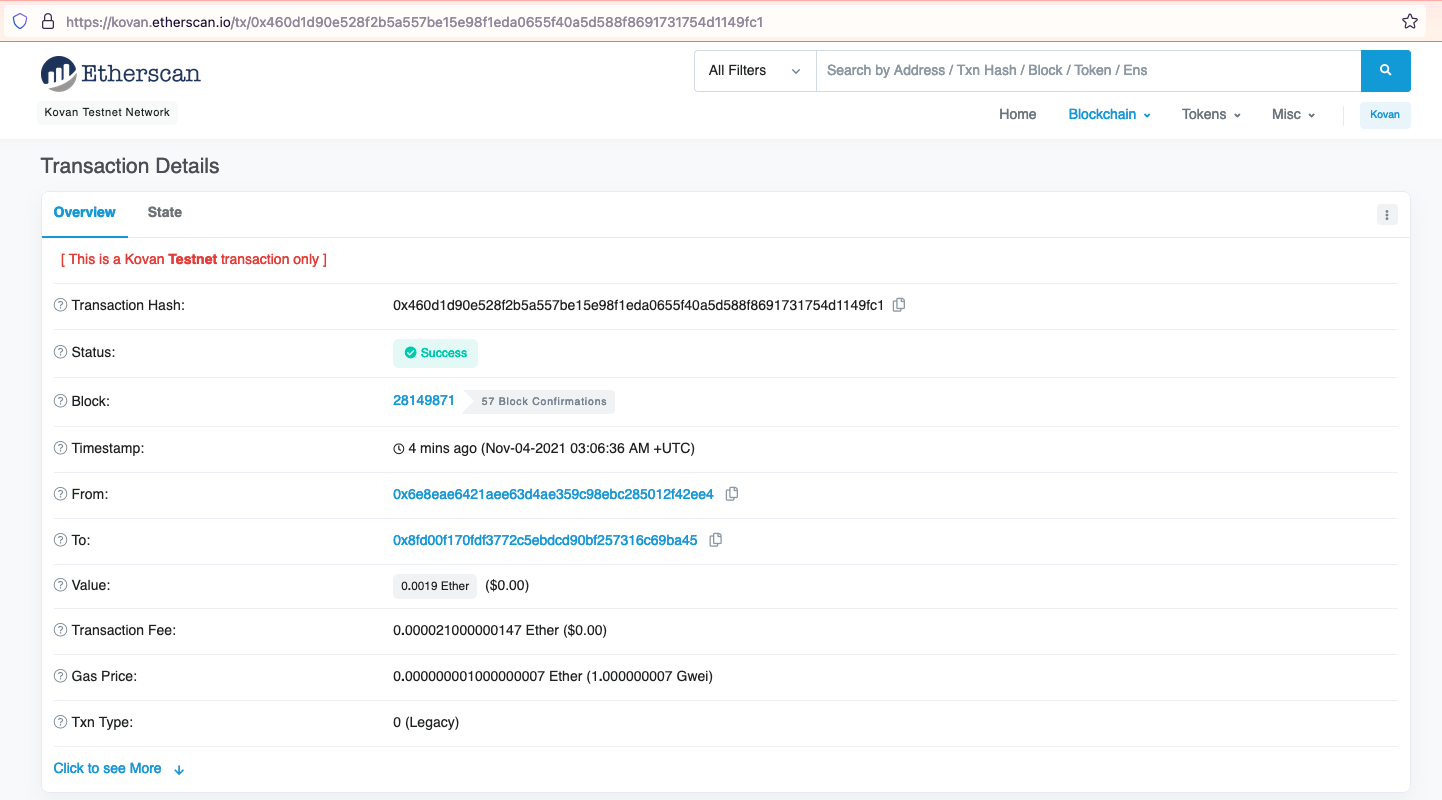 https://kovan.etherscan.io/tx/0x460d1d90e528f2b5a557be15e98f1eda0655f40a5d588f8691731754d1149fc1
Etherscan
All Filters
Search by Address / Txn Hash / Block / Token / Ens
Kovan Testnet Network
Home Blockchain Tokens Misc Kovan
Transaction Details
Overview State
[ This is a Kovan Testnet transaction only ]
Transaction Hash: 0x460d1d90e528f2b5a557be15e98f1eda0655f40a5d588f8691731754d1149fc1
Status: Success
Block: 28149871 57 Block Confirmations
Timestamp: 4 mins ago (Nov-04-2021 03:06:36 AM +UTC)
From: 0x6e8eae6421aee63d4ae359c98ebc285012f42ee4
To: 0x8fd00f170fdf3772c5ebdcd90bf257316c69ba45
Value: 0.0019 Ether ($0.00)
Transaction Fee: 0.000021000000147 Ether ($0.00)
Gas Price: 0.000000001000000007 Ether (1.000000007 Gwei)
Txn Type: 0 (Legacy)
Click to see More